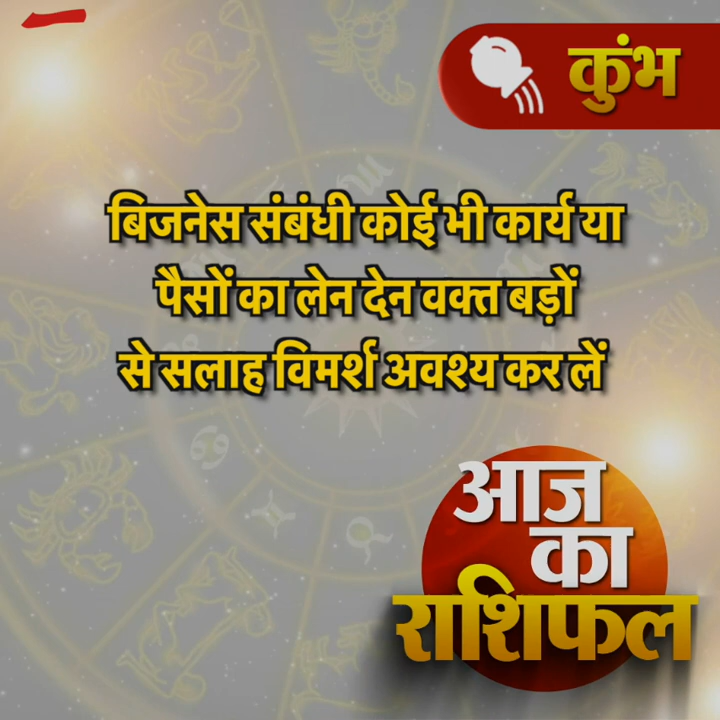 कुंभ
बिजनेस संबंधी कोई भी कार्य या
पैसों का लेन देन वक्त बड़ों
से सलाह विमर्श अवश्य कर लें
आज
का
राशिफल